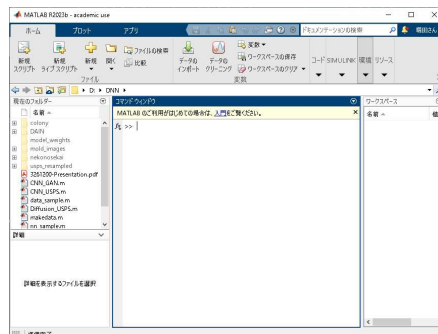 MATLAB R2023b - academic use
ホーム プロット アプリ ドキュメンテーションの検索
新規 スクリプト 新規 ライブ スクリプト 新規 開く ファイルの検索 比較 データの インポート データの クリーニング 変数 ワークスペースの保存 ワークスペースのクリア コード SIMULINK 環境 リソース
ファイル 変数
D: DNN
現在のフォルダー コマンド ウィンドウ ワークスペース
名前
MATLAB のご利用がはじめての場合は、入門をご覧ください。
名前 値
fx >>
colony
DAIN
model_weights
mold_images
nekonosekai
usps_resampled
3261200-Presentation.pdf
CNN_GAN.m
CNN_USPS.m
data_sample.m
Diffusion_USPS.m
makedata.m
nn_sample.m
詳細
詳細を表示するファイルを選択